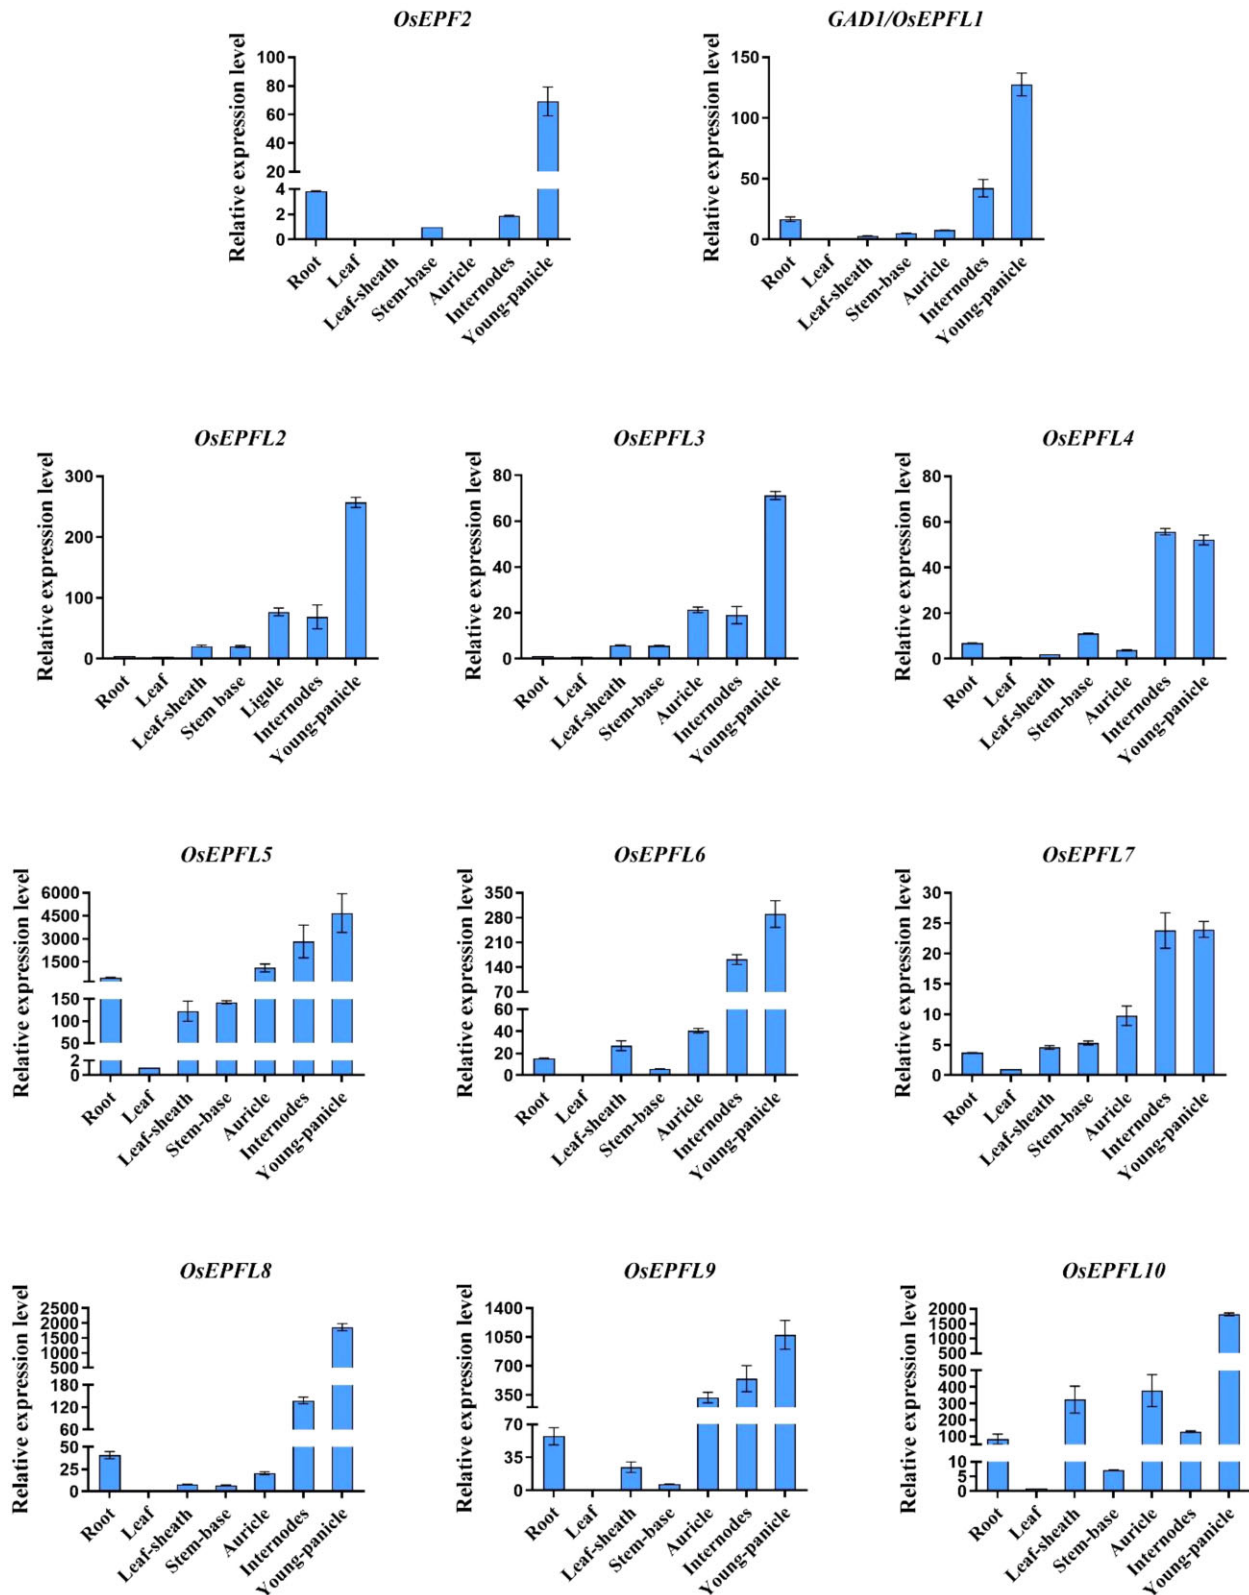 OsEPF2
Relative expression level
100
80
60
40
20
4
2
0
Root
Leaf
Leaf-sheath
Stem-base
Auricle
Internodes
Young-panicle
GAD1/OsEPFL1
Relative expression level
150
100
50
0
Root
Leaf
Leaf-sheath
Stem-base
Auricle
Internodes
Young-panicle
OsEPFL2
Relative expression level
300
200
100
0
Root
Leaf
Leaf-sheath
Stem base
Ligule
Internodes
Young-panicle
OsEPFL3
Relative expression level
80
60
40
20
0
Root
Leaf
Leaf-sheath
Stem-base
Auricle
Internodes
Young-panicle
OsEPFL4
Relative expression level
80
60
40
20
0
Root
Leaf
Leaf-sheath
Stem-base
Auricle
Internodes
Young-panicle
OsEPFL5
Relative expression level
6000
4500
3000
1500
150
100
50
2
0
Root
Leaf
Leaf-sheath
Stem-base
Auricle
Internodes
Young-panicle
OsEPFL6
Relative expression level
350
280
210
140
70
60
40
20
0
Root
Leaf
Leaf-Sheath
Stem-base
Auricle
Internodes
Young-panicle
OsEPFL7
Relative expression level
30
25
20
15
10
5
0
Root
Leaf
Leaf-sheath
Stem-base
Auricle
Internodes
Young-panicle
OsEPFL8
Relative expression level
2500
2000
1500
1000
500
180
120
60
50
25
0
Root
Leaf
Leaf-sheath
Stem-base
Auricle
Internodes
Young-panicle
OsEPFL9
Relative expression level
1400
1050
700
350
70
35
0
Root
Leaf
Leaf-sheath
Stem-base
Auricle
Internodes
Young-panicle
OsEPFL10
Relative expression level
2000
1500
1000
500
500
400
300
200
100
10
5
0
Root
Leaf
Leaf-sheath
Stem-base
Auricle
Internodes
Young-panicle